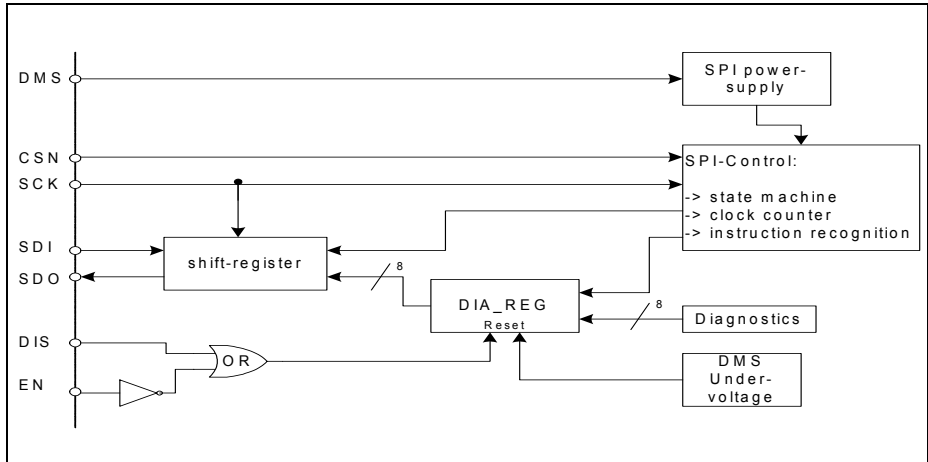 DMS
SPI power-
supply
CSN
SPI-Control:
SCK
-> state machine
-> clock counter
-> instruction recognition
SDI
shift-register
SDO
8
DIA_REG
Reset
8
Diagnostics
DIS
OR
EN
DMS
Under-
voltage